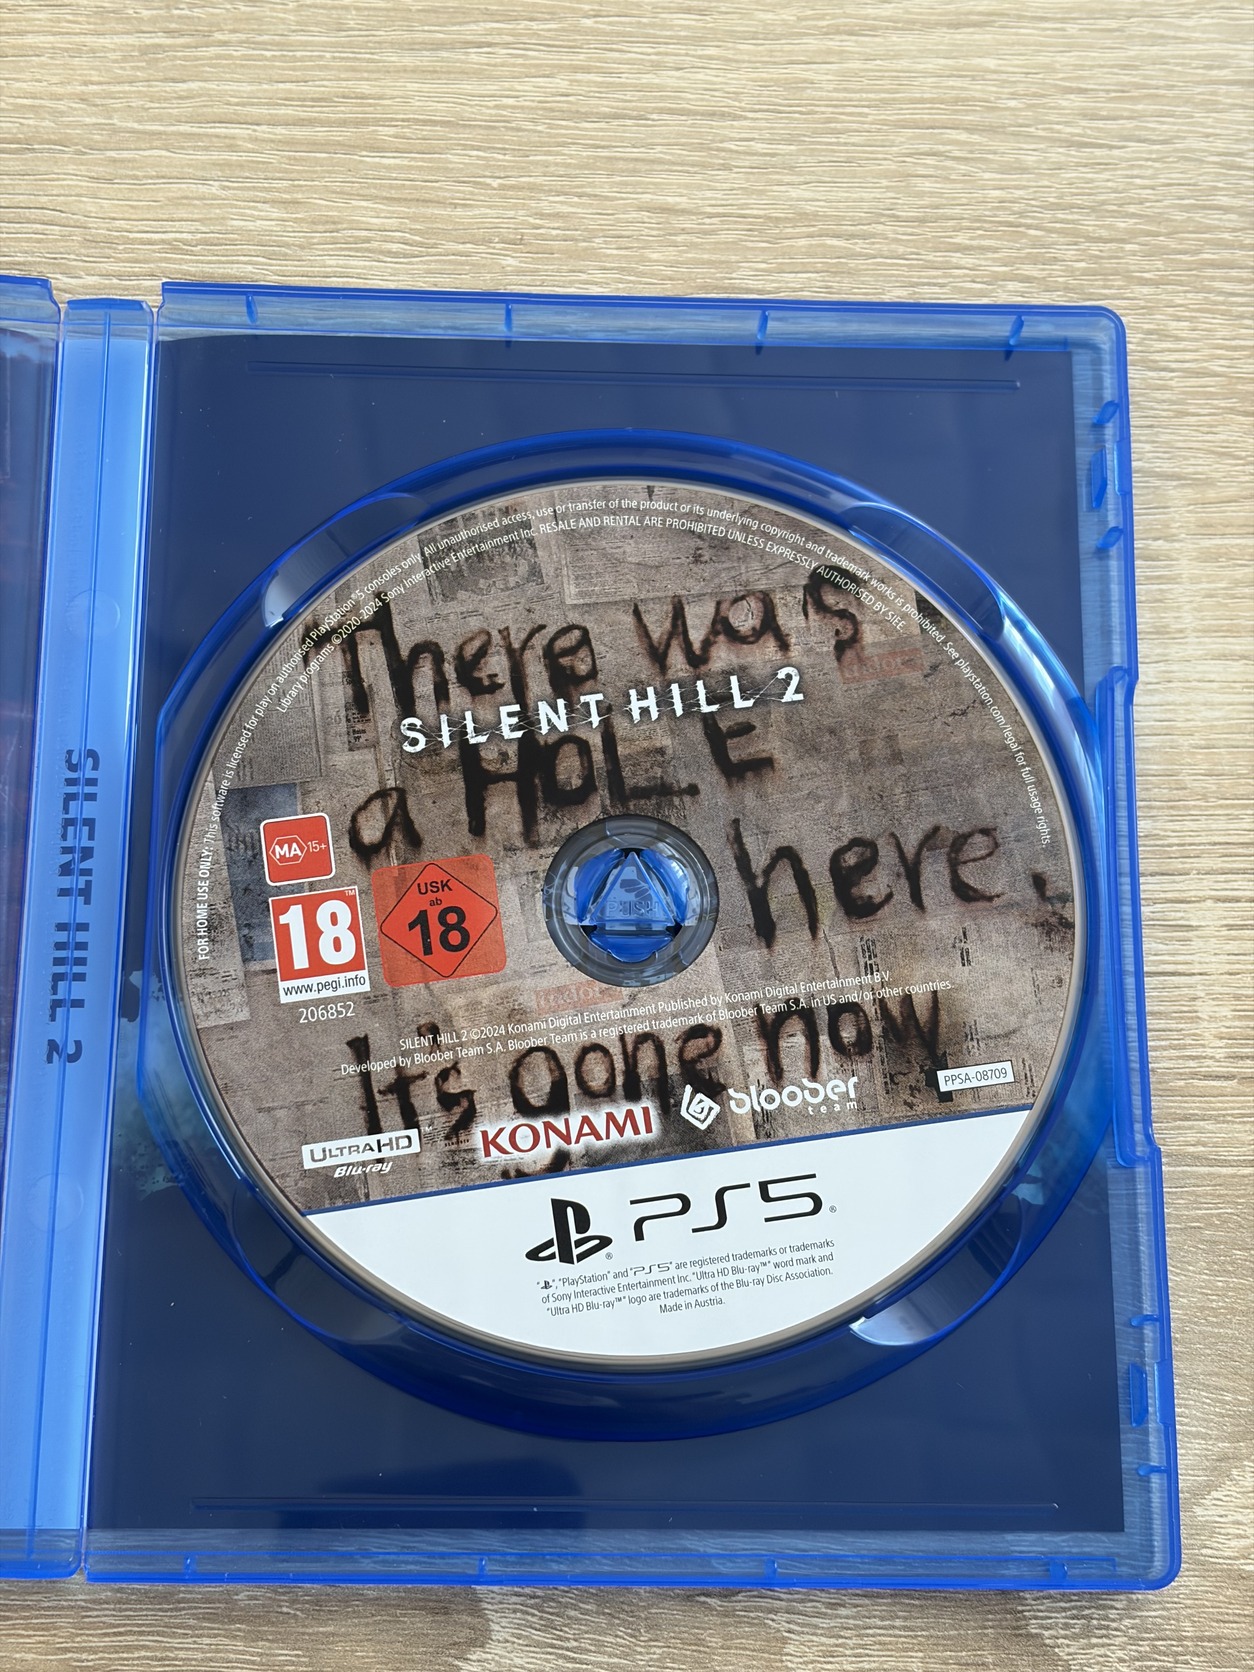 FOR HOME USE ONLY: This software is licensed for play on authorised PlayStation®5 consoles only. All unauthorised access, use or transfer of the product or its underlying copyright and trademark works is prohibited. See playstation.com/legal for full usage rights.
Library programs ©2020-2024 Sony Interactive Entertainment Inc. RESALE AND RENTAL ARE PROHIBITED UNLESS EXPRESSLY AUTHORISED BY SIEE.
There was
SILENT HILL 2
a HOLE
here.
MA 15+
USK
ab
18
18™
www.pegi.info
206852
SILENT HILL 2
SILENT HILL 2 ©2024 Konami Digital Entertainment Published by Konami Digital Entertainment B.V.
Developed by Bloober Team S.A. Bloober Team is a registered trademark of Bloober Team S.A. in US and/or other countries.
It's gone now
PPSA-08709
ULTRA HD™
Blu-ray
KONAMI
bloober
team
PS5®
"PlayStation" and "PS5" are registered trademarks or trademarks
of Sony Interactive Entertainment Inc. "Ultra HD Blu-ray™" word mark and
"Ultra HD Blu-ray™" logo are trademarks of the Blu-ray Disc Association.
Made in Austria.